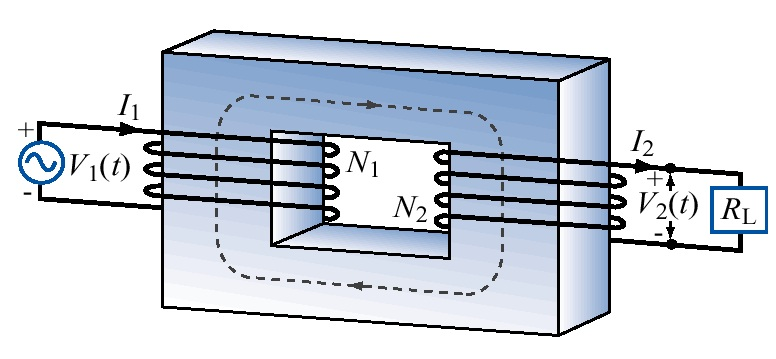 I1
+
V1(t)
-
N1
N2
I2
+
V2(t)
-
RL